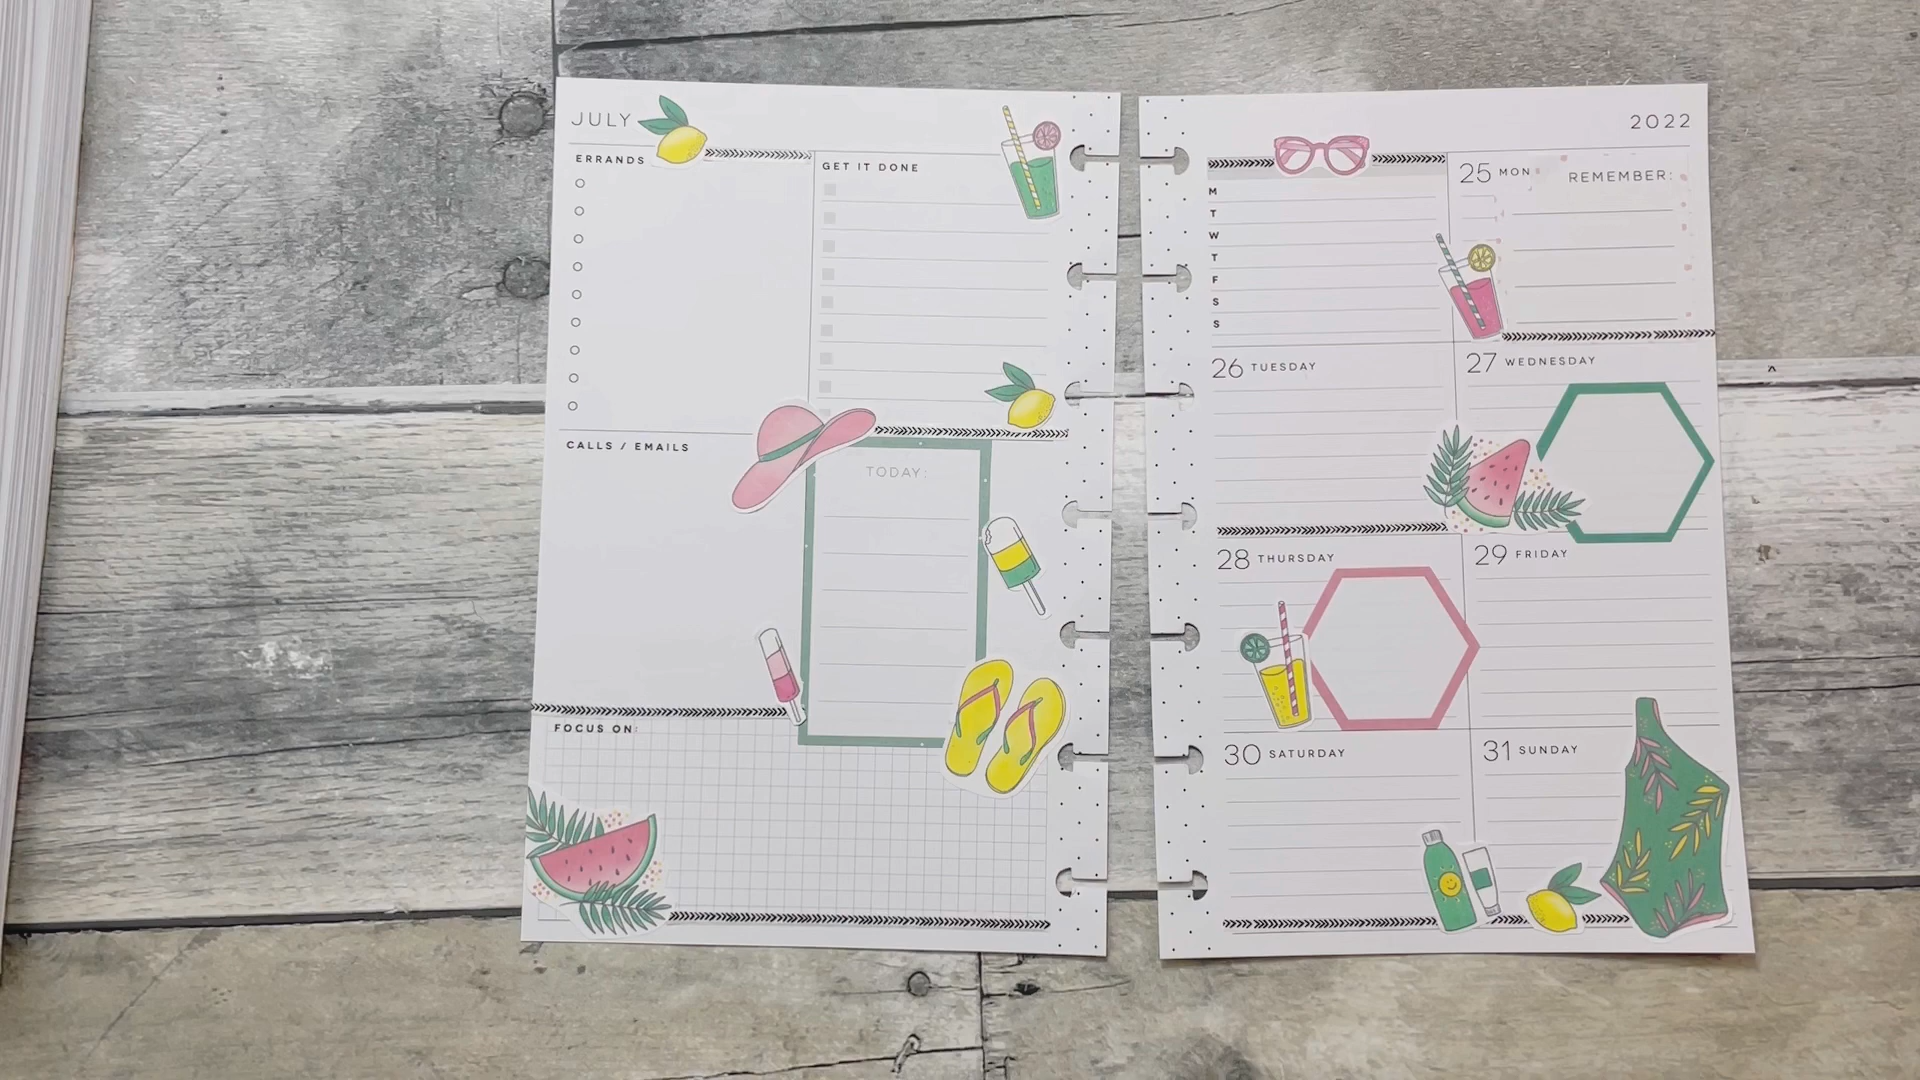 JULY
ERRANDS
GET IT DONE
CALLS / EMAILS
TODAY:
FOCUS ON:
2022
M
T
W
T
F
S
S
25 MON
REMEMBER:
26 TUESDAY
27 WEDNESDAY
28 THURSDAY
29 FRIDAY
30 SATURDAY
31 SUNDAY